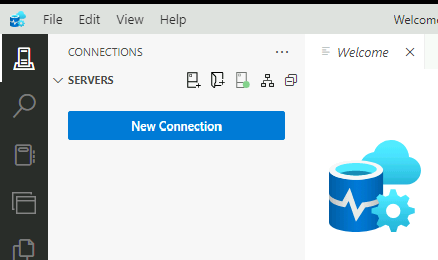 File Edit View Help Welcome
CONNECTIONS ... Welcome
SERVERS
New Connection